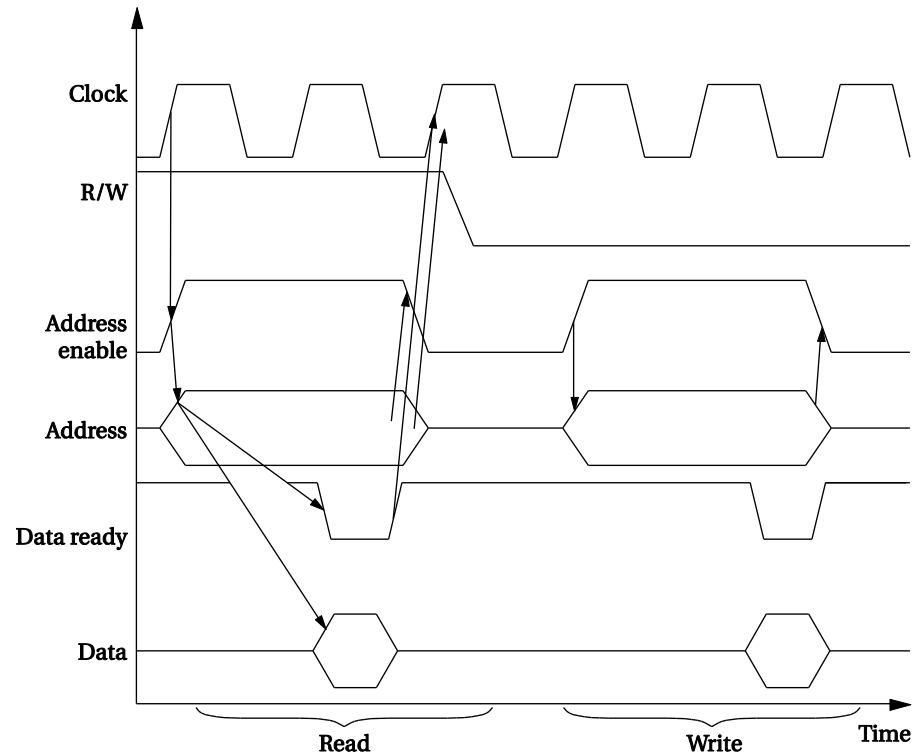 Clock
R/W
Address
enable
Address
Data ready
Data
Read
Write
Time